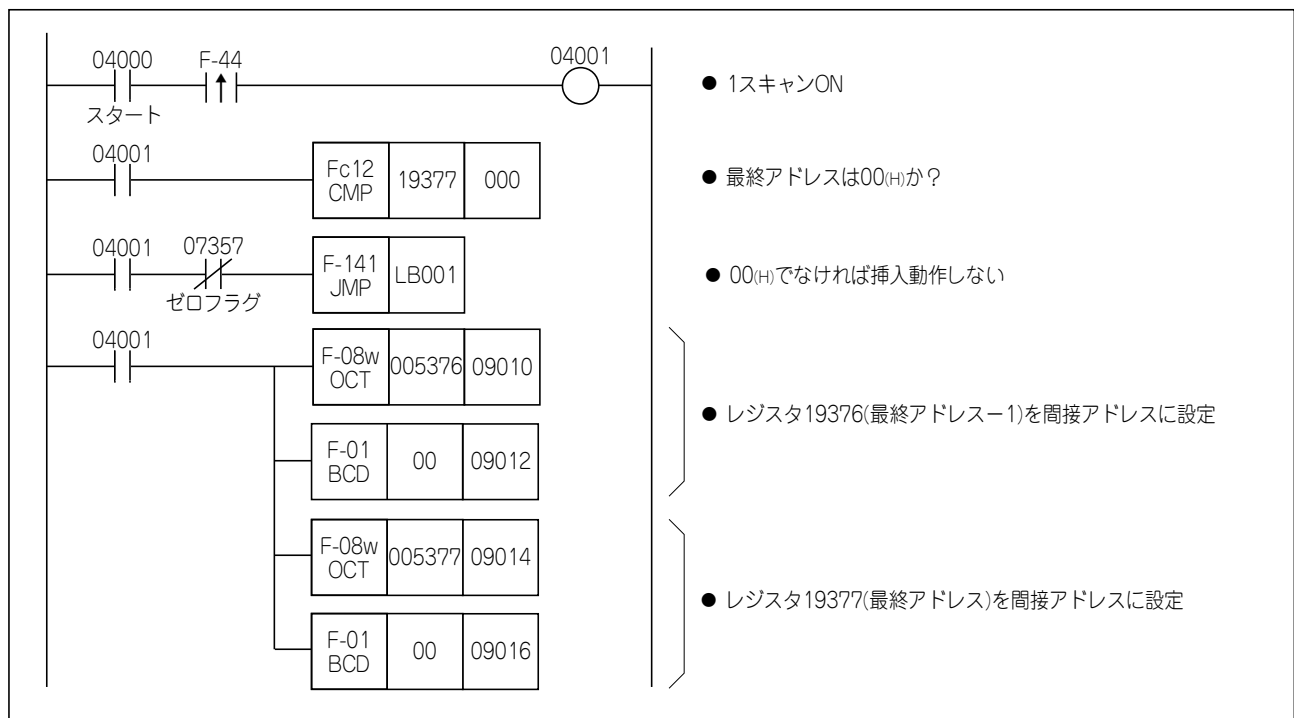 04000 F-44 04001
スタート
● 1スキャンON
04001
Fc12 CMP 19377 000
● 最終アドレスは00(H)か?
04001 07357
ゼロフラグ
F-141 JMP LB001
● 00(H)でなければ挿入動作しない
04001
F-08w OCT 005376 09010
F-01 BCD 00 09012
● レジスタ19376(最終アドレス-1)を間接アドレスに設定
F-08w OCT 005377 09014
F-01 BCD 00 09016
● レジスタ19377(最終アドレス)を間接アドレスに設定